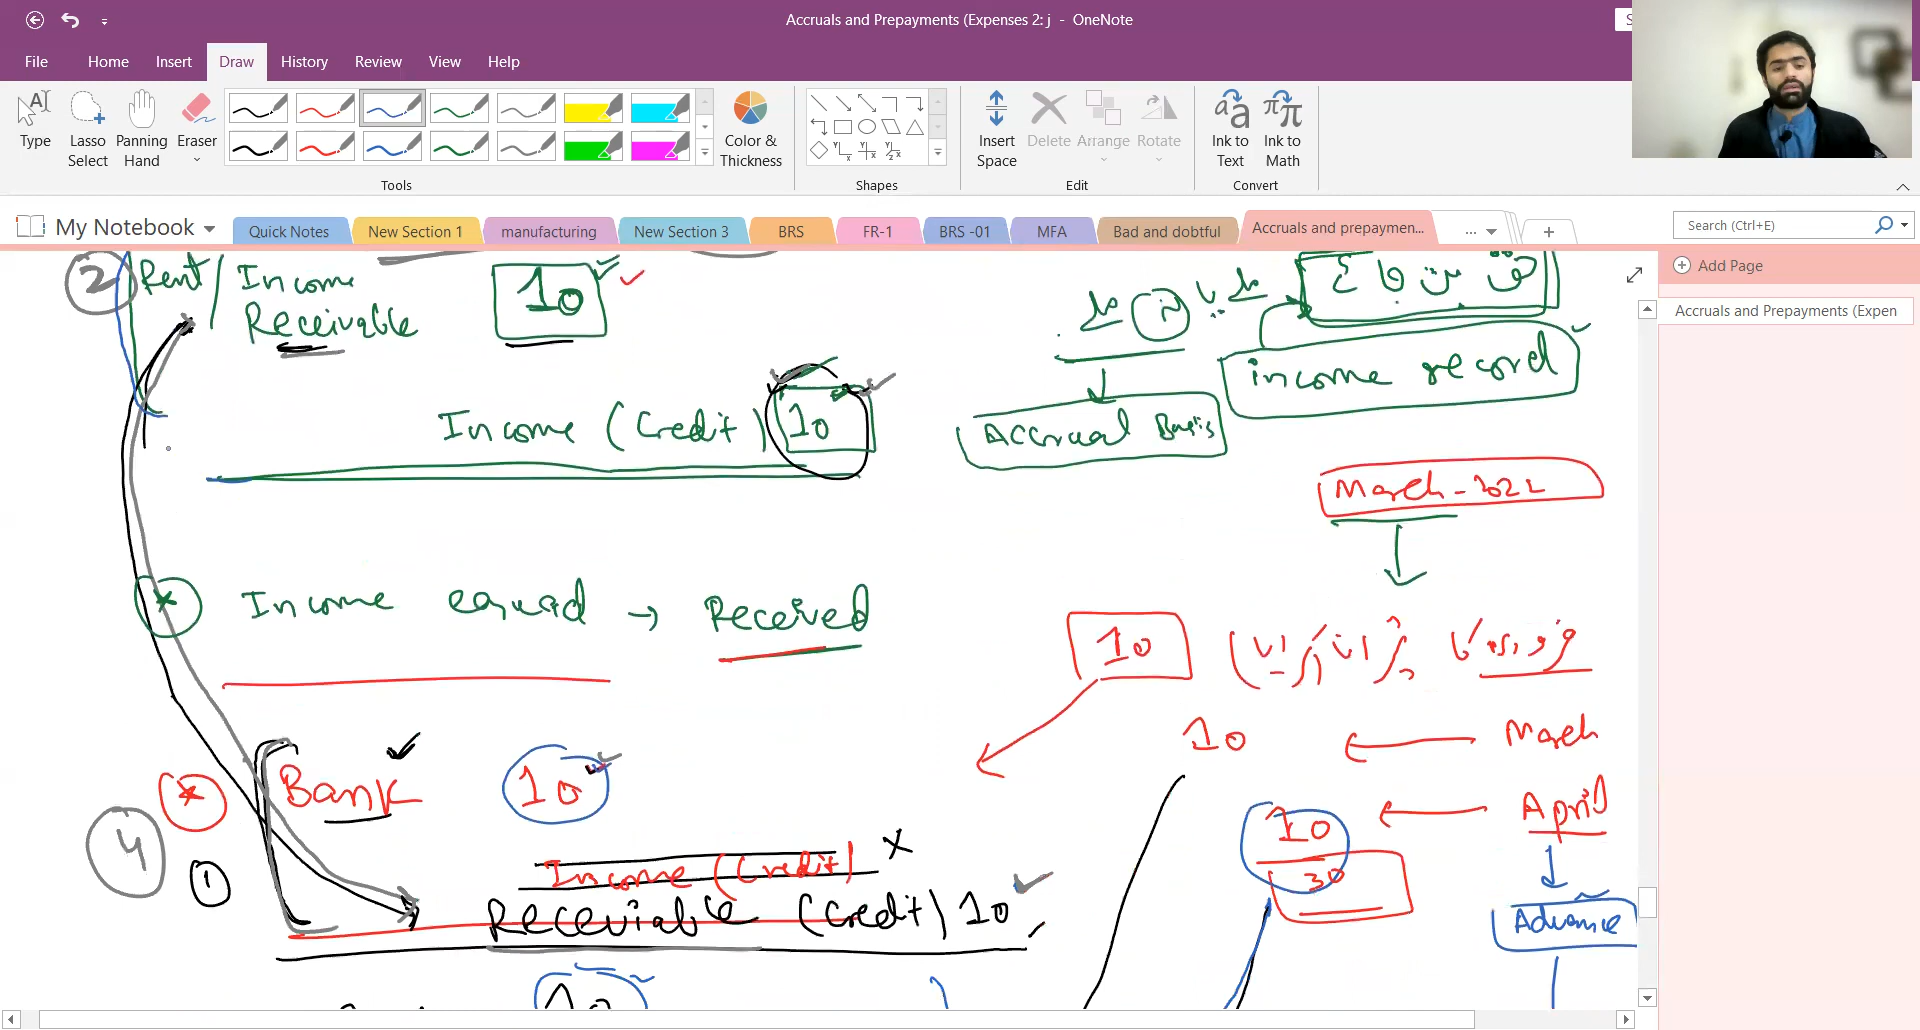 Accruals and Prepayments (Expenses 2: j - OneNote
File Home Insert Draw History Review View Help
Type
Lasso Select
Panning Hand
Eraser
Color & Thickness
Insert Space
Delete
Arrange
Rotate
Ink to Text
Ink to Math
Tools Shapes Edit Convert
My Notebook Quick Notes New Section 1 manufacturing New Section 3 BRS FR-1 BRS -01 MFA Bad and dobtful Accruals and prepaymen... ...
Search (Ctrl+E)
Add Page
Accruals and Prepayments (Expen
2 Rent / Income 10
Receivable
income record
Income (Credit) 10
Accrual Basis
March-2022
* Income earned → Received
10
10 ← March
* Bank 10
10 ← April
30
4
1
Income (Credit) x
Receviable (Credit) 10
Advance
10